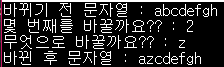 바뀌기 전 문자열 : abcdefgh
몇 번째를 바꿀까요?? : 2
무엇으로 바꿀까요?? : z
바뀐 후 문자열 : azcdefgh